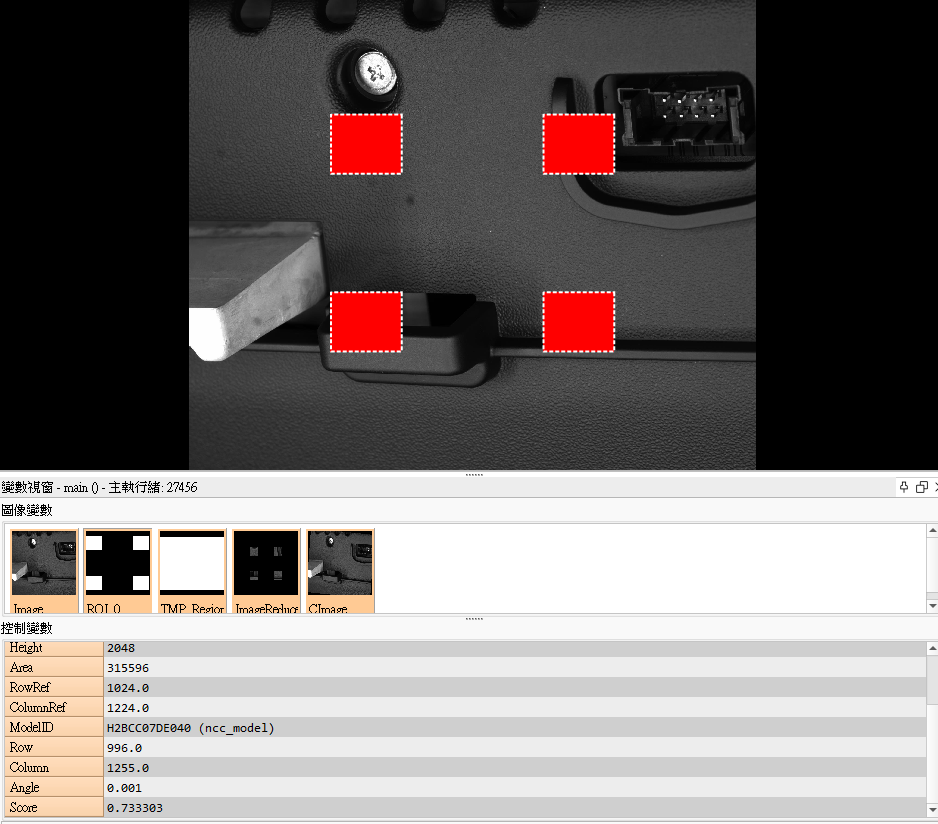 變數視窗 - main () - 主執行緒: 27456
圖像變數
Image ROI_0 TMP_Region ImageReduce CImage
控制變數
Height 2048
Area 315596
RowRef 1024.0
ColumnRef 1224.0
ModelID H2BCC07DE040 (ncc_model)
Row 996.0
Column 1255.0
Angle 0.001
Score 0.733303